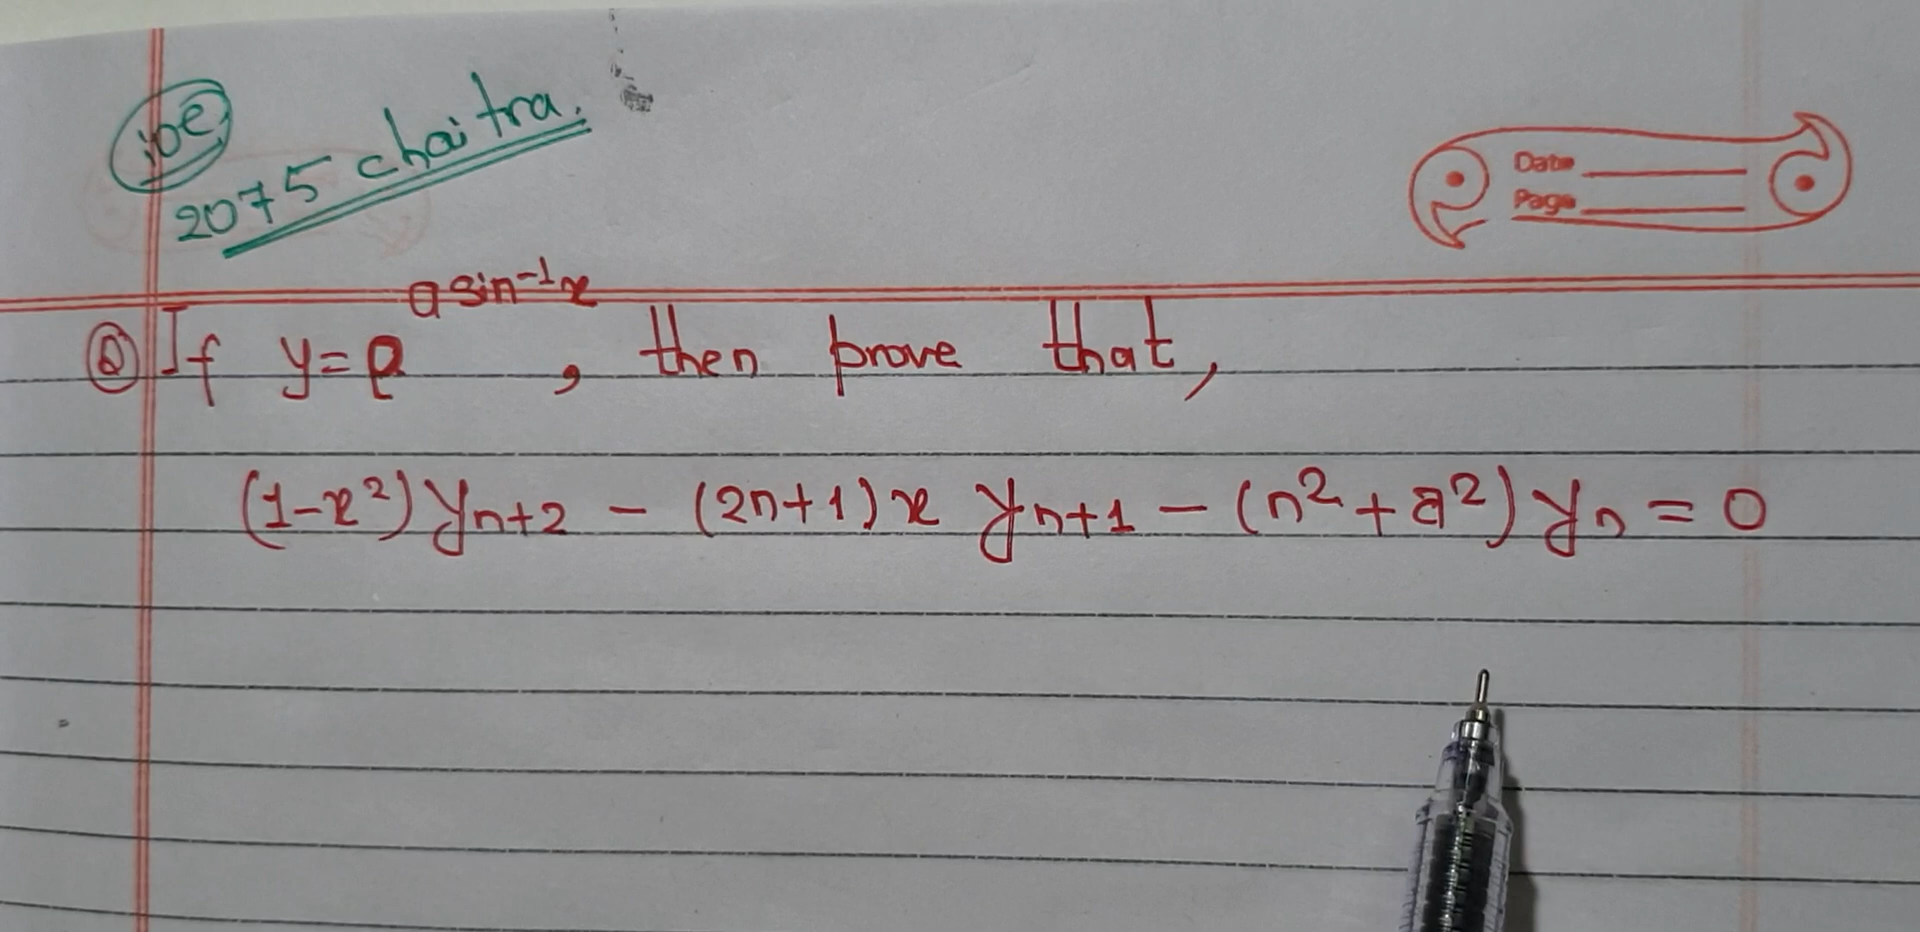 ioe
2075 chaitra.
Date
Page
Q If y = e^{a sin⁻¹x}, then prove that,
(1-x²) yₙ₊₂ - (2n+1) x yₙ₊₁ - (n²+a²) yₙ = 0